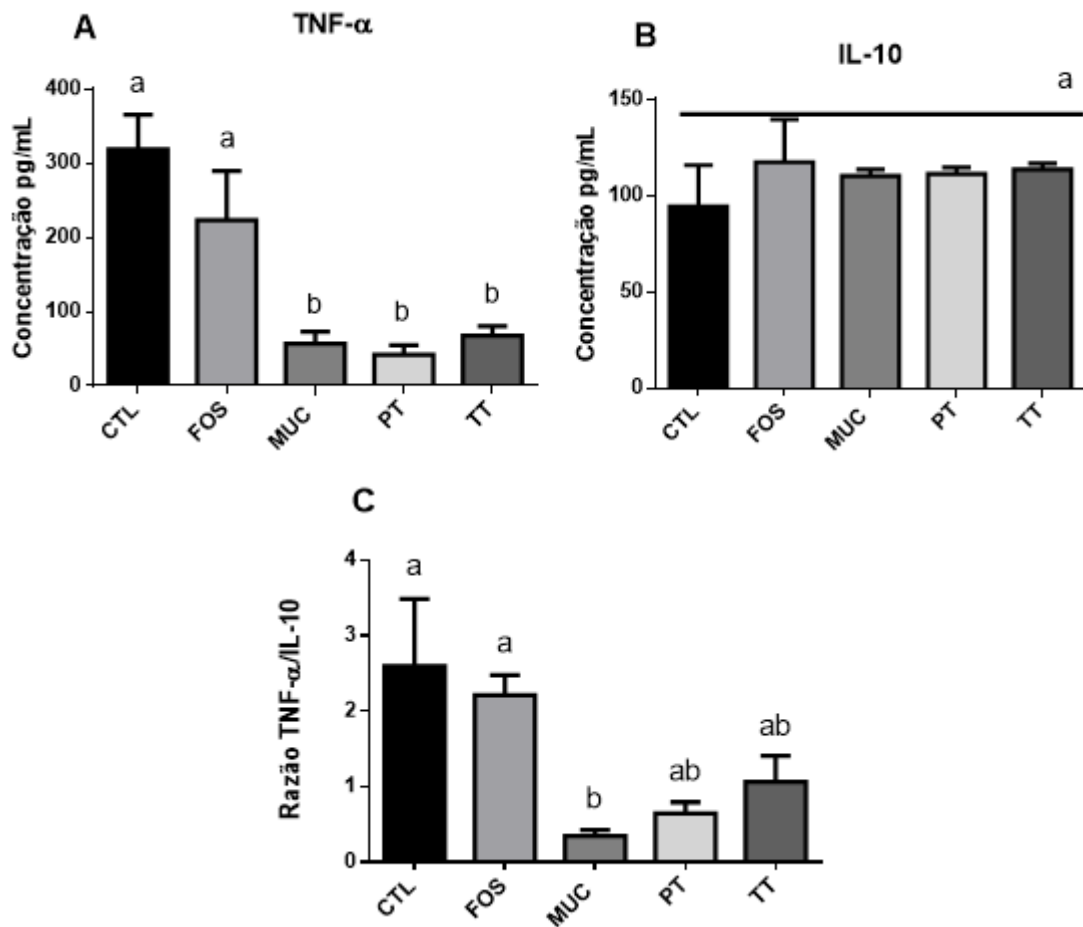 A
TNF-α
Concentração pg/mL
400
300
200
100
0
a
a
b
b
b
CTL
FOS
MUC
PT
TT
B
IL-10
a
Concentração pg/mL
150
100
50
0
CTL
FOS
MUC
PT
TT
C
Razão TNF-α/IL-10
4
3
2
1
0
a
a
b
ab
ab
CTL
FOS
MUC
PT
TT